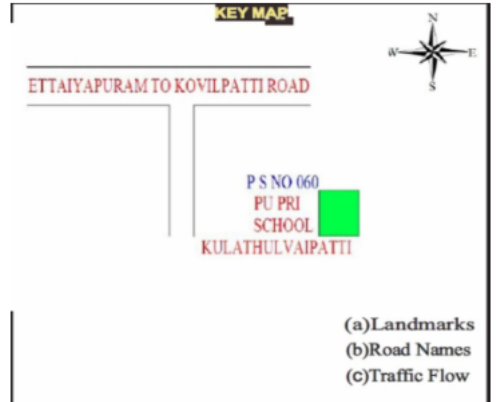 KEY MAP
N
W E
S
ETTAIYAPURAM TO KOVILPATTI ROAD
P S NO 060
PU PRI
SCHOOL
KULATHULVAIPATTI
(a)Landmarks
(b)Road Names
(c)Traffic Flow